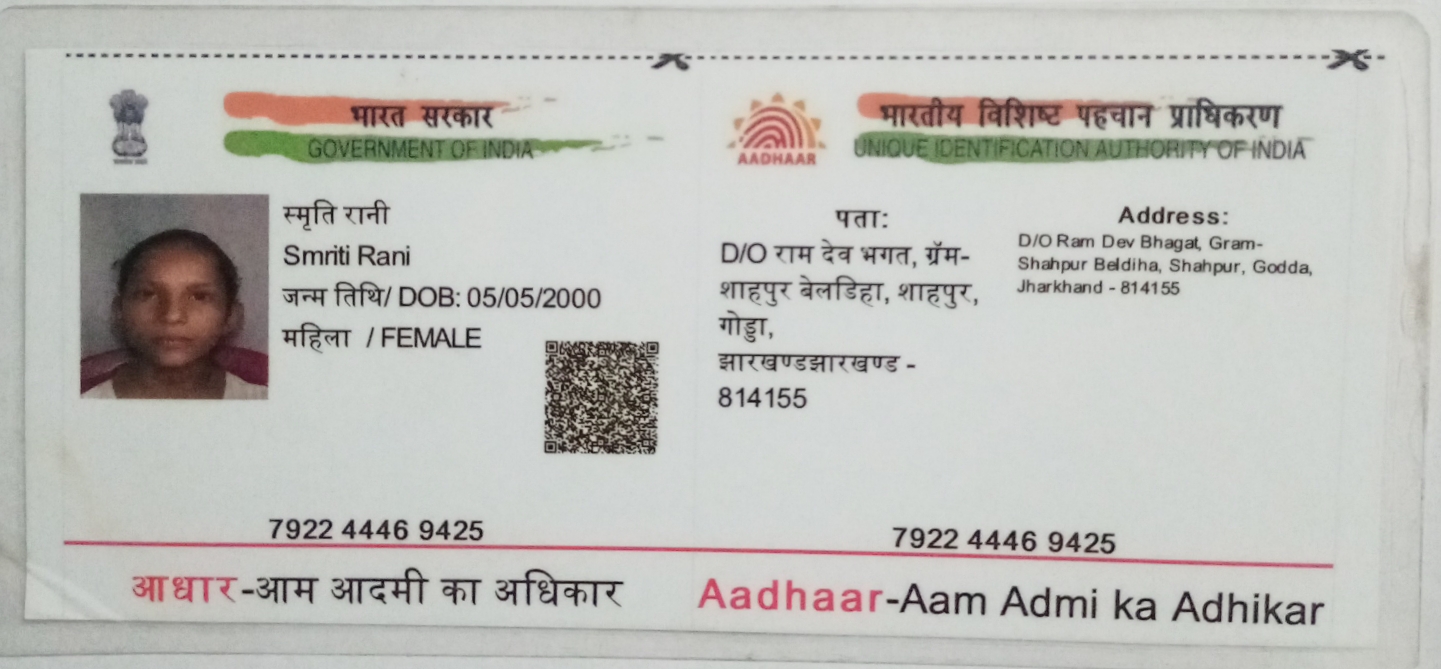 भारत सरकार
GOVERNMENT OF INDIA
स्मृति रानी
Smriti Rani
जन्म तिथि/ DOB: 05/05/2000
महिला / FEMALE
7922 4446 9425
आधार-आम आदमी का अधिकार
AADHAAR
भारतीय विशिष्ट पहचान प्राधिकरण
UNIQUE IDENTIFICATION AUTHORITY OF INDIA
पता:
D/O राम देव भगत, ग्रॅम-
शाहपुर बेलडिहा, शाहपुर,
गोड्डा,
झारखण्डझारखण्ड -
814155
Address:
D/O Ram Dev Bhagat, Gram-
Shahpur Beldiha, Shahpur, Godda,
Jharkhand - 814155
7922 4446 9425
Aadhaar-Aam Admi ka Adhikar